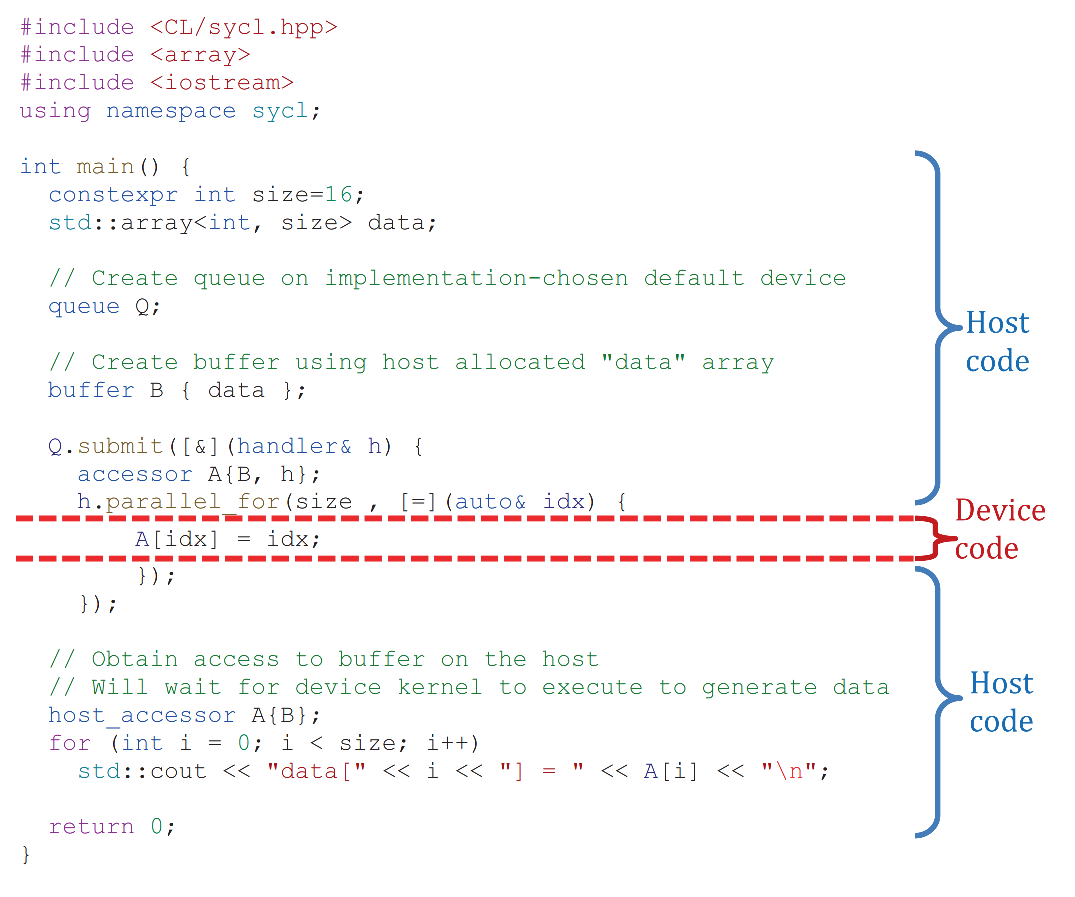 #include <CL/sycl.hpp>
#include <array>
#include <iostream>
using namespace sycl;
int main() {
constexpr int size=16;
std::array<int, size> data;
// Create queue on implementation-chosen default device
queue Q;
// Create buffer using host allocated "data" array
buffer B { data };
Q.submit([&](handler& h) {
accessor A{B, h};
h.parallel_for(size , [=](auto& idx) {
A[idx] = idx;
});
});
// Obtain access to buffer on the host
// Will wait for device kernel to execute to generate data
host_accessor A{B};
for (int i = 0; i < size; i++)
std::cout << "data[" << i << "] = " << A[i] << "\n";
return 0;
}
Host
code
Device
code
Host
code